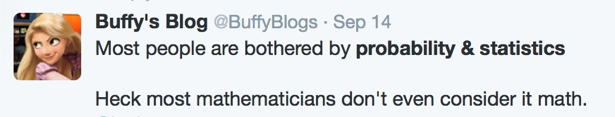 Buffy's Blog @BuffyBlogs · Sep 14
Most people are bothered by probability & statistics
Heck most mathematicians don't even consider it math.